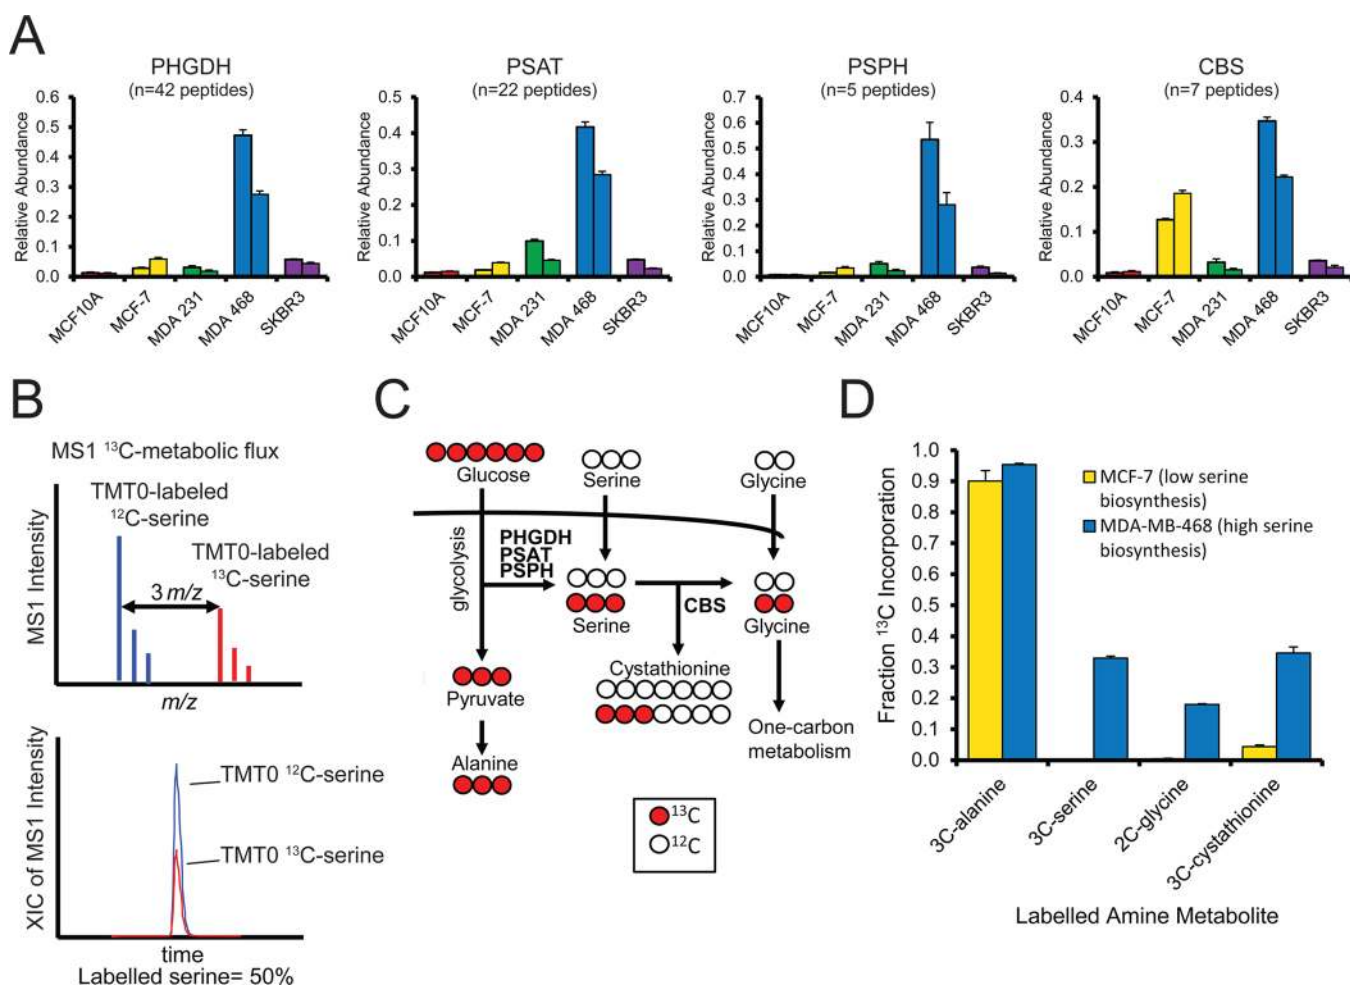 A
PHGDH
(n=42 peptides)
Relative Abundance
0.6
0.5
0.4
0.3
0.2
0.1
0.0
MCF10A
MCF-7
MDA 231
MDA 468
SKBR3
PSAT
(n=22 peptides)
Relative Abundance
0.5
0.4
0.3
0.2
0.1
0.0
MCF10A
MCF-7
MDA 231
MDA 468
SKBR3
PSPH
(n=5 peptides)
Relative Abundance
0.7
0.6
0.5
0.4
0.3
0.2
0.1
0.0
MCF10A
MCF-7
MDA 231
MDA 468
SKBR3
CBS
(n=7 peptides)
Relative Abundance
0.4
0.3
0.2
0.1
0.0
MCF10A
MCF-7
MDA 231
MDA 468
SKBR3
B
MS1 ¹³C-metabolic flux
TMT0-labeled
¹²C-serine
TMT0-labeled
¹³C-serine
3 m/z
MS1 Intensity
m/z
TMT0 ¹²C-serine
TMT0 ¹³C-serine
XIC of MS1 Intensity
time
Labelled serine= 50%
C
Glucose
Serine
Glycine
glycolysis
PHGDH
PSAT
PSPH
CBS
Serine
Glycine
Cystathionine
Pyruvate
Alanine
One-carbon
metabolism
¹³C
¹²C
D
Fraction ¹³C Incorporation
1.0
0.9
0.8
0.7
0.6
0.5
0.4
0.3
0.2
0.1
0.0
MCF-7 (low serine
biosynthesis)
MDA-MB-468 (high serine
biosynthesis)
3C-alanine
3C-serine
2C-glycine
3C-cystathionine
Labelled Amine Metabolite